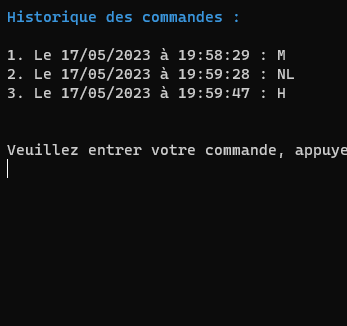 Historique des commandes :
1. Le 17/05/2023 à 19:58:29 : M
2. Le 17/05/2023 à 19:59:28 : NL
3. Le 17/05/2023 à 19:59:47 : H
Veuillez entrer votre commande, appuye